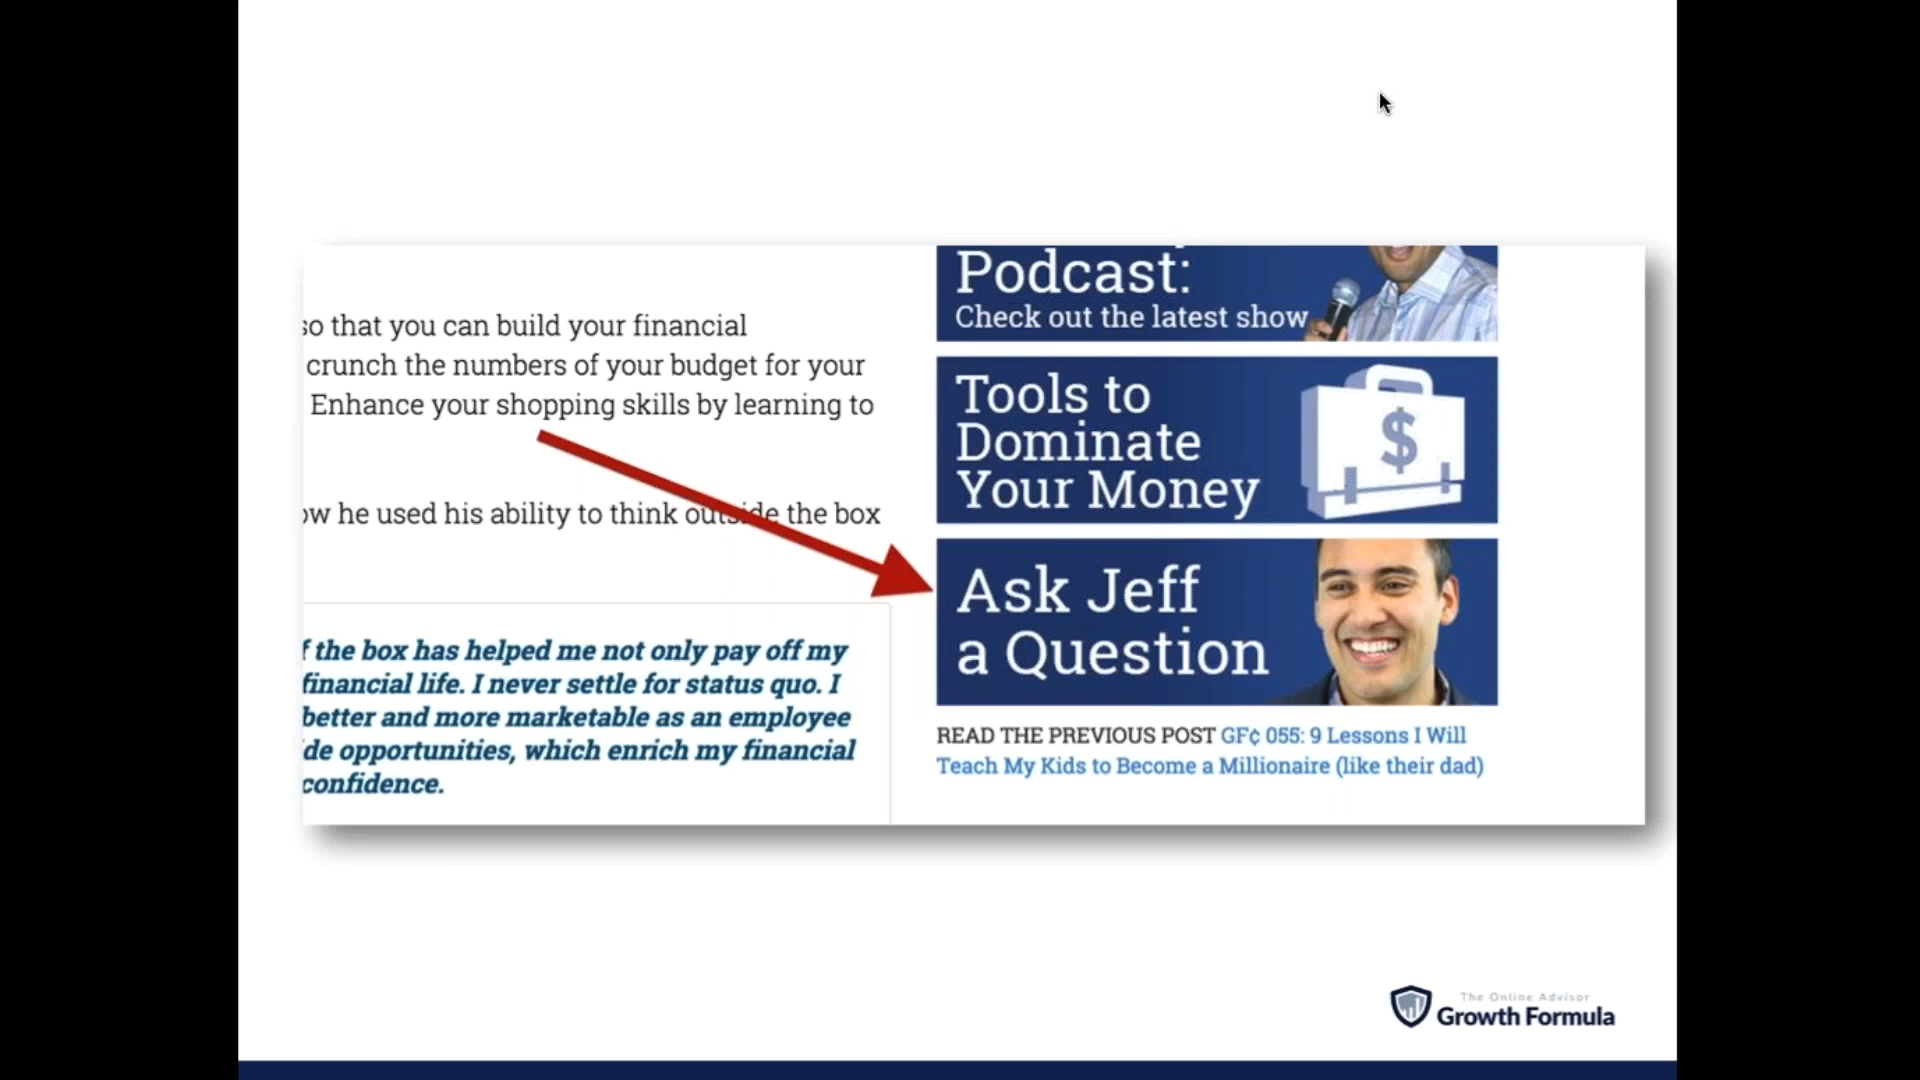 so that you can build your financial
crunch the numbers of your budget for your
Enhance your shopping skills by learning to
ow he used his ability to think outside the box
f the box has helped me not only pay off my
financial life. I never settle for status quo. I
better and more marketable as an employee
de opportunities, which enrich my financial
confidence.
Podcast:
Check out the latest show
Tools to
Dominate
Your Money
$
Ask Jeff
a Question
READ THE PREVIOUS POST GF¢ 055: 9 Lessons I Will
Teach My Kids to Become a Millionaire (like their dad)
The Online Advisor
Growth Formula